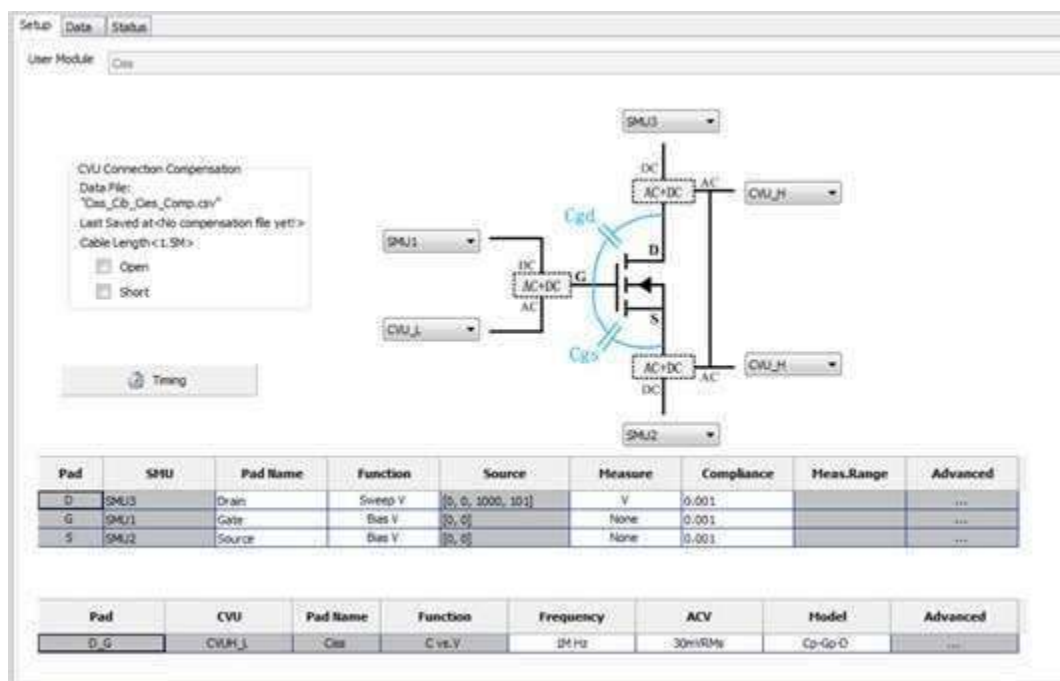 Setup Data Status
User Module Ciss
SMU3
DC
AC+DC AC CVU_H
CVU Connection Compensation
Data File:
"Ciss_Cib_Cies_Comp.csv"
Last Saved at<No compensation file yet!>
Cable Length<1.5M>
Open
Short
Timing
SMU1
DC
AC+DC
AC
CVU_L
Cgd
D
G
S
Cgs
AC+DC AC CVU_H
DC
SMU2
Pad SMU Pad Name Function Source Measure Compliance Meas.Range Advanced
D SMU3 Drain Sweep V [0, 0, 1000, 101] V 0.001 ...
G SMU1 Gate Bias V [0, 0] None 0.001 ...
S SMU2 Source Bias V [0, 0] None 0.001 ...
Pad CVU Pad Name Function Frequency ACV Model Advanced
D_G CVUH_L Ciss C vs.V 1M Hz 30mVRMs Cp-Gp-D ...